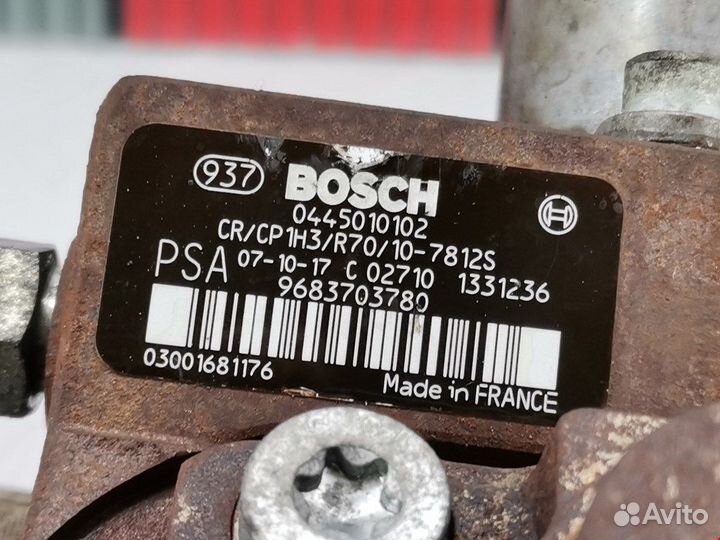 937 BOSCH
0445010102
CR/CP1H3/R70/10-7812S
PSA 07-10-17 C 02710 1331236
9683703780
03001681176 Made in FRANCE
Avito